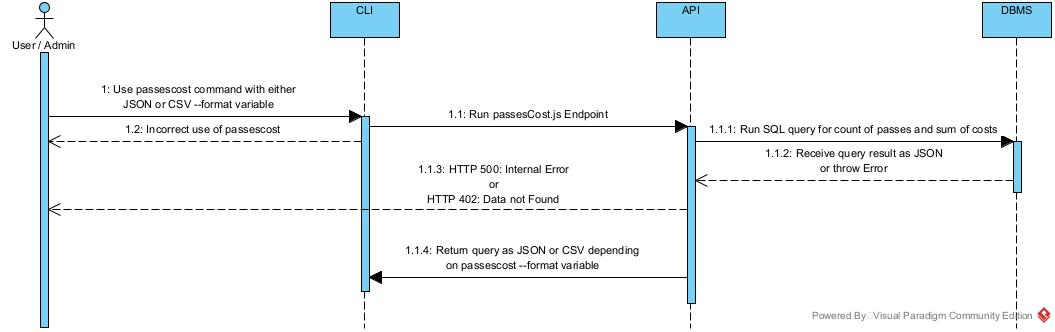 CLI
API
DBMS
User / Admin
1: Use passescost command with either
JSON or CSV --format variable
1.1: Run passesCost.js Endpoint
1.2: Incorrect use of passescost
1.1.1: Run SQL query for count of passes and sum of costs
1.1.2: Receive query result as JSON
or throw Error
1.1.3: HTTP 500: Internal Error
or
HTTP 402: Data not Found
1.1.4: Return query as JSON or CSV depending
on passescost --format variable
Powered By Visual Paradigm Community Edition